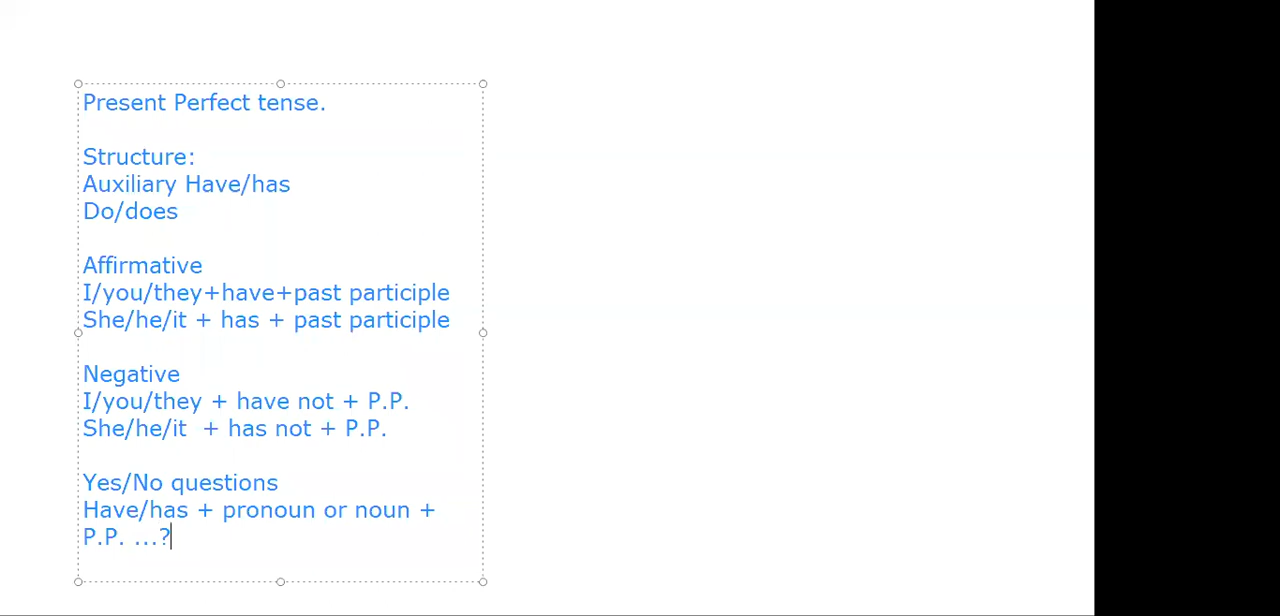 Present Perfect tense.
Structure:
Auxiliary Have/has
Do/does
Affirmative
I/you/they+have+past participle
She/he/it + has + past participle
Negative
I/you/they + have not + P.P.
She/he/it  + has not + P.P.
Yes/No questions
Have/has + pronoun or noun +
P.P. ...?